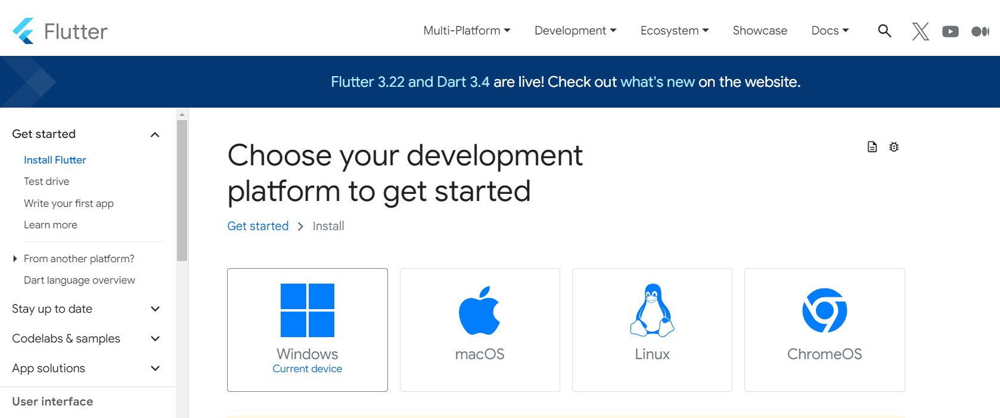 Flutter
Multi-Platform
Development
Ecosystem
Showcase
Docs
Flutter 3.22 and Dart 3.4 are live! Check out what's new on the website.
Get started
Install Flutter
Test drive
Write your first app
Learn more
From another platform?
Dart language overview
Stay up to date
Codelabs & samples
App solutions
User interface
Choose your development
platform to get started
Get started
Install
Windows
Current device
macOS
Linux
ChromeOS